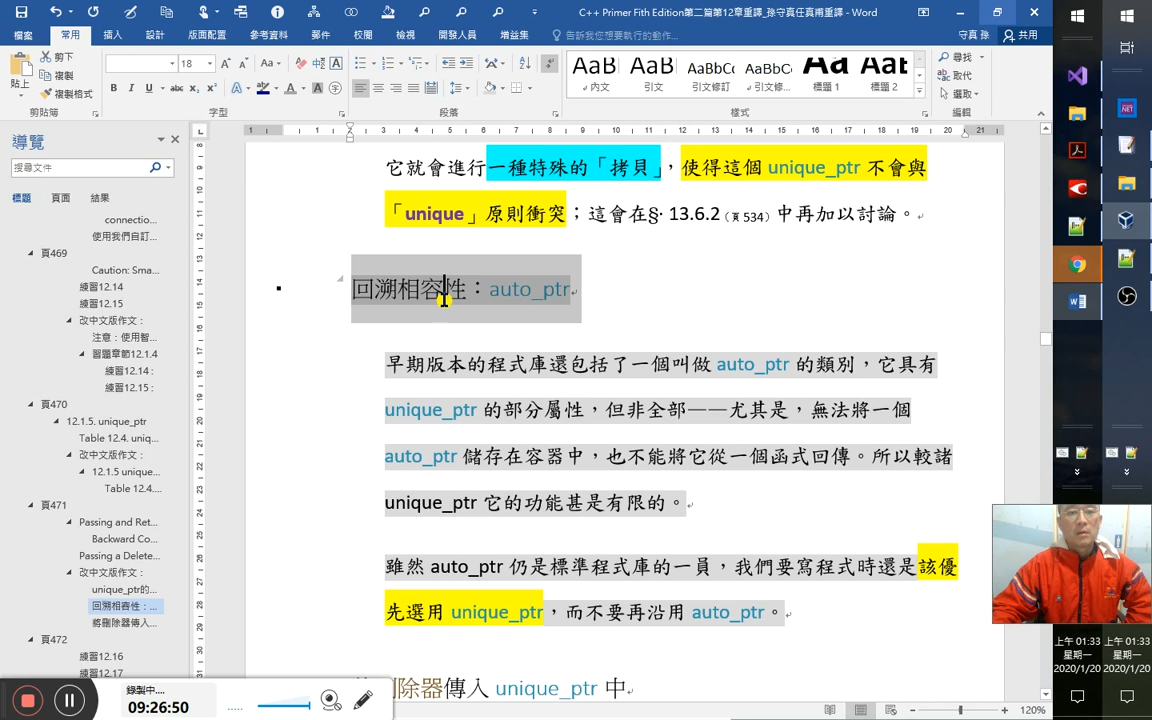 C++ Primer Fith Edition第二篇第12章重譯_孫守真任真甫重譯 - Word
檔案 常用 插入 設計 版面配置 參考資料 郵件 校閱 檢視 開發人員 增益集 告訴我您想要執行的動作... 守真 孫 共用
貼上 剪下 複製 複製格式
18
尋找 取代 選取
AaB AaB AaBbC AaBbC AaB AaB
內文 引文 引文修訂 引文修... 標題 1 標題 2
剪貼簿 字型 段落 樣式 編輯
導覽
搜尋文件
標題 頁面 結果
connectio...
使用我們自訂...
頁469
Caution: Sma...
練習12.14
練習12.15
改中文版作文:
注意:使用智...
習題章節12.1.4
練習12.14:
練習12.15:
頁470
12.1.5. unique_ptr
Table 12.4. uniq...
改中文版作文:
12.1.5 unique...
Table 12.4....
頁471
Passing and Ret...
Backward Co...
Passing a Delete...
改中文版作文:
unique_ptr的...
回溯相容性:...
將刪除器傳入...
頁472
練習12.16
練習12.17
它就會進行一種特殊的「拷貝」,使得這個 unique_ptr 不會與
「unique」原則衝突;這會在§· 13.6.2(頁 534)中再加以討論。
回溯相容性:auto_ptr
早期版本的程式庫還包括了一個叫做 auto_ptr 的類別,它具有
unique_ptr 的部分屬性,但非全部——尤其是,無法將一個
auto_ptr 儲存在容器中,也不能將它從一個函式回傳。所以較諸
unique_ptr 它的功能甚是有限的。
雖然 auto_ptr 仍是標準程式庫的一員,我們要寫程式時還是該優
先選用 unique_ptr,而不要再沿用 auto_ptr。
刪除器傳入 unique_ptr 中
錄製中....
09:26:50
120%
上午 01:33
星期一
2020/1/20
上午 01:33
星期一
2020/1/20